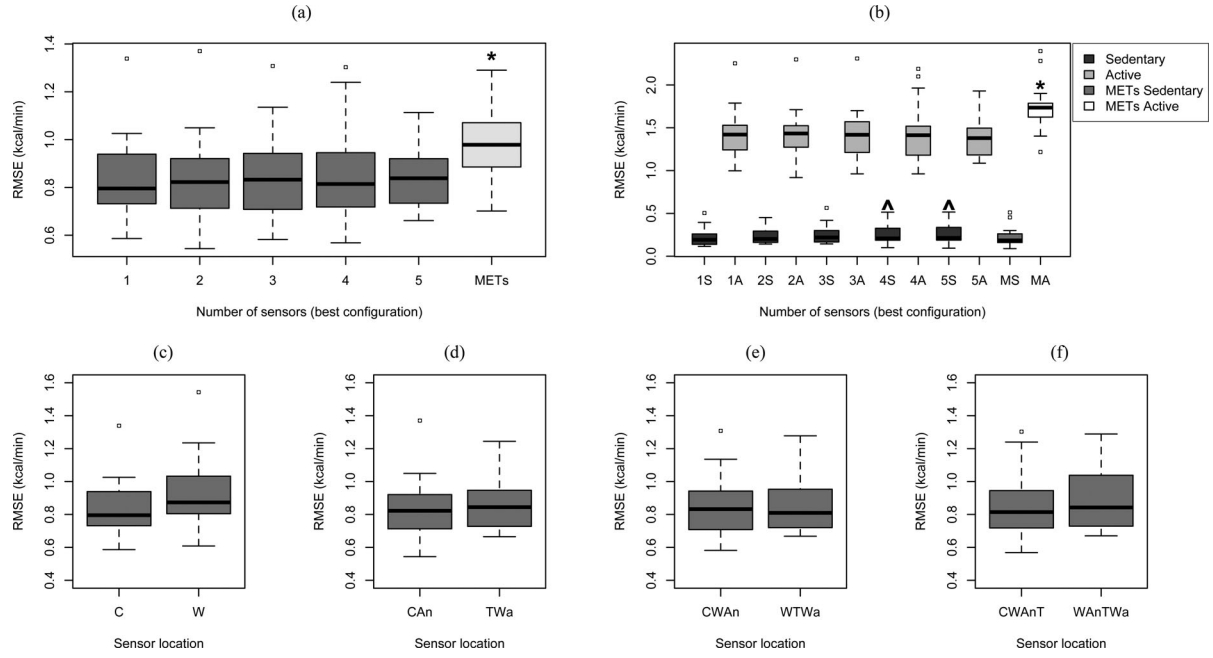 (a)
RMSE (kcal/min)
1.4
1.2
1.0
0.8
0.6
*
1 2 3 4 5 METs
Number of sensors (best configuration)
(b)
RMSE (kcal/min)
2.0
1.5
1.0
0.5
0.0
^ ^ *
1S 1A 2S 2A 3S 3A 4S 4A 5S 5A MS MA
Number of sensors (best configuration)
Sedentary
Active
METs Sedentary
METs Active
(c)
RMSE (kcal/min)
1.6
1.4
1.2
1.0
0.8
0.6
0.4
C W
Sensor location
(d)
RMSE (kcal/min)
1.6
1.4
1.2
1.0
0.8
0.6
0.4
CAn TWa
Sensor location
(e)
RMSE (kcal/min)
1.6
1.4
1.2
1.0
0.8
0.6
0.4
CWAn WTWa
Sensor location
(f)
RMSE (kcal/min)
1.6
1.4
1.2
1.0
0.8
0.6
0.4
CWAnT WAnTWa
Sensor location